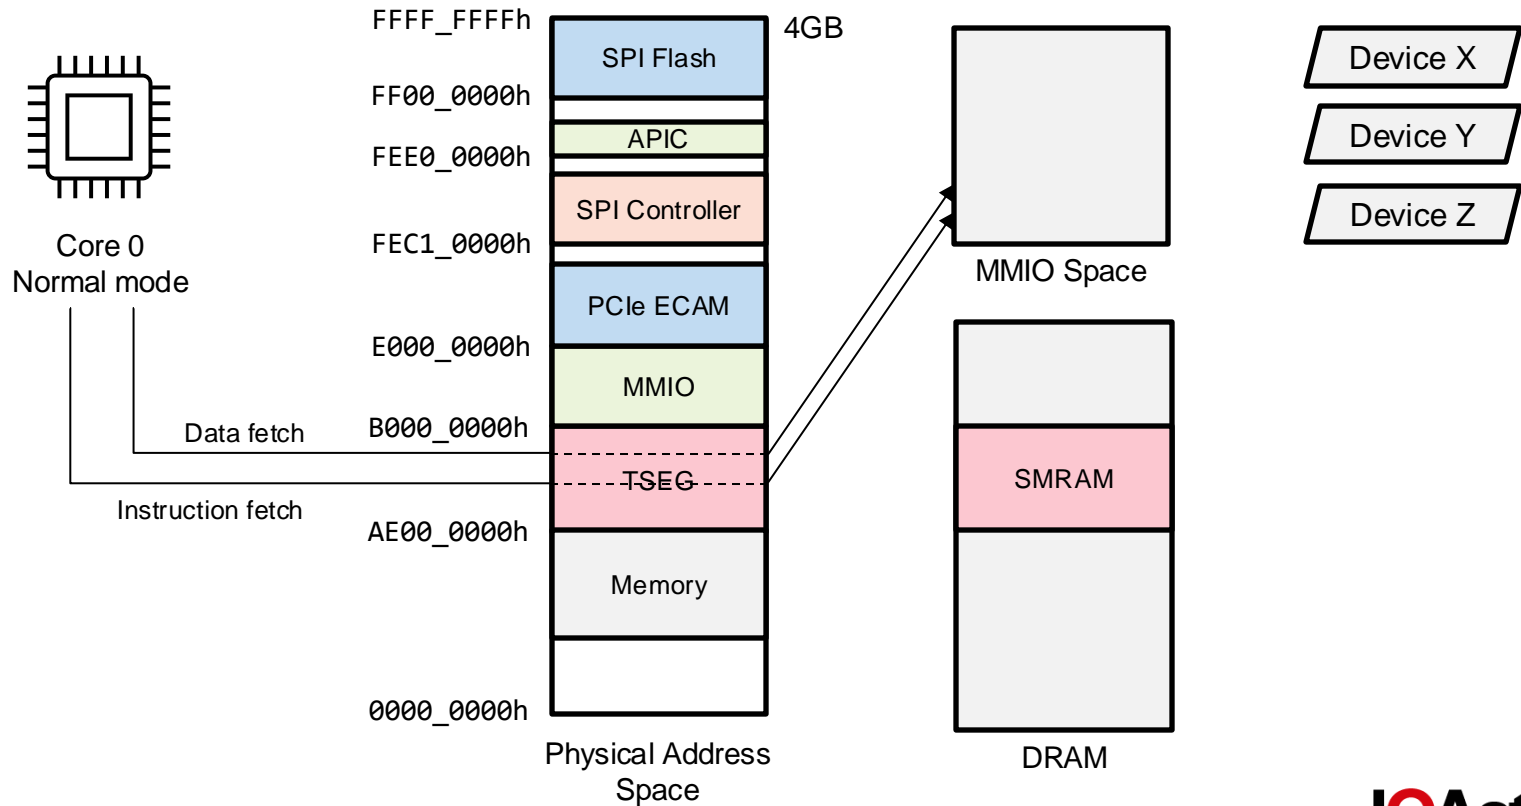 FFFF_FFFFh
4GB
SPI Flash
Device X
FF00_0000h
APIC
Device Y
FEE0_0000h
SPI Controller
Device Z
Core 0
Normal mode
FEC1_0000h
MMIO Space
PCIe ECAM
E000_0000h
MMIO
Data fetch
B000_0000h
TSEG
SMRAM
Instruction fetch
AE00_0000h
Memory
0000_0000h
Physical Address
Space
DRAM